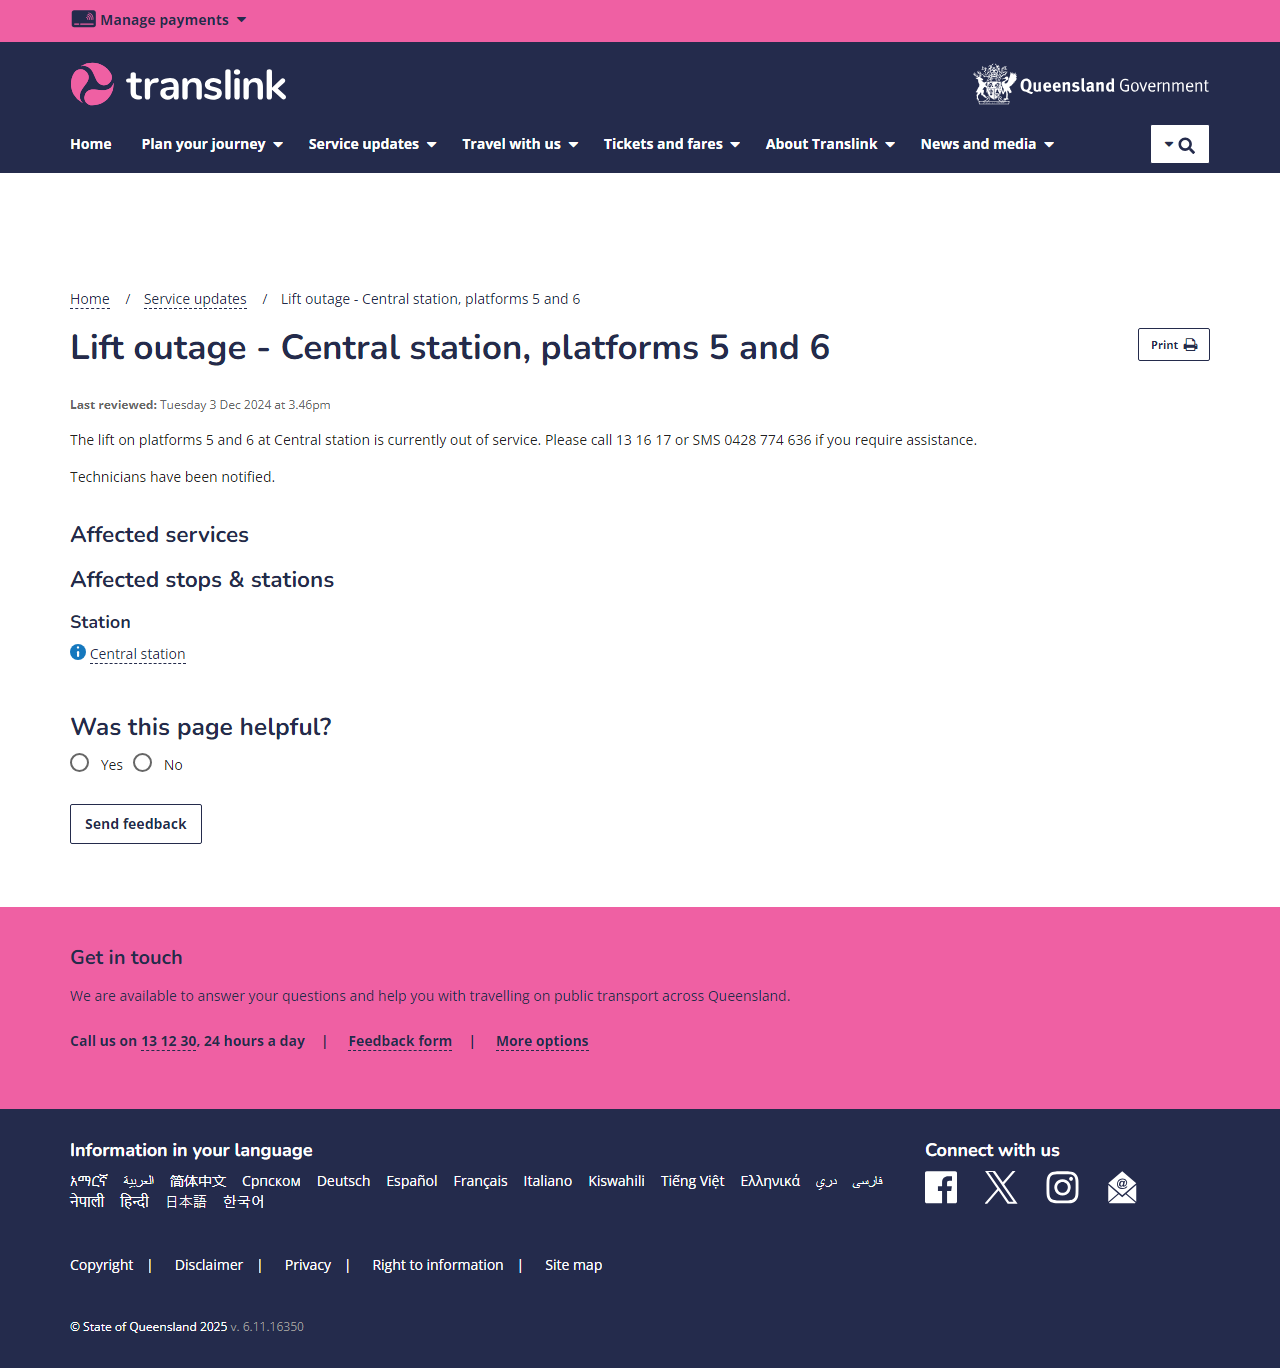 Manage payments
translink
Queensland Government
Home Plan your journey Service updates Travel with us Tickets and fares About Translink News and media
Home / Service updates / Lift outage - Central station, platforms 5 and 6
Lift outage - Central station, platforms 5 and 6
Print
Last reviewed: Tuesday 3 Dec 2024 at 3.46pm
The lift on platforms 5 and 6 at Central station is currently out of service. Please call 13 16 17 or SMS 0428 774 636 if you require assistance.
Technicians have been notified.
Affected services
Affected stops & stations
Station
Central station
Was this page helpful?
Yes No
Send feedback
Get in touch
We are available to answer your questions and help you with travelling on public transport across Queensland.
Call us on 13 12 30, 24 hours a day | Feedback form | More options
Information in your language
አማርኛ العربية 简体中文 Српском Deutsch Español Français Italiano Kiswahili Tiếng Việt Ελληνικά دري فارسی
नेपाली हिन्दी 日本語 한국어
Connect with us
Copyright | Disclaimer | Privacy | Right to information | Site map
© State of Queensland 2025 v. 6.11.16350